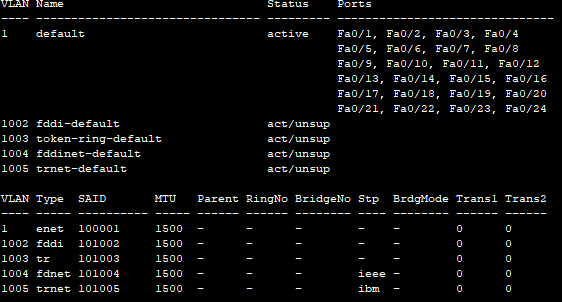 VLAN Name                             Status    Ports
---- -------------------------------- --------- -------------------------------
1    default                          active    Fa0/1, Fa0/2, Fa0/3, Fa0/4
                                                Fa0/5, Fa0/6, Fa0/7, Fa0/8
                                                Fa0/9, Fa0/10, Fa0/11, Fa0/12
                                                Fa0/13, Fa0/14, Fa0/15, Fa0/16
                                                Fa0/17, Fa0/18, Fa0/19, Fa0/20
                                                Fa0/21, Fa0/22, Fa0/23, Fa0/24
1002 fddi-default                     act/unsup
1003 token-ring-default               act/unsup
1004 fddinet-default                  act/unsup
1005 trnet-default                    act/unsup
VLAN Type  SAID       MTU   Parent RingNo BridgeNo Stp  BrdgMode Trans1 Trans2
---- ----- ---------- ----- ------ ------ -------- ---- -------- ------ ------
1    enet  100001     1500  -      -      -        -    -        0      0
1002 fddi  101002     1500  -      -      -        -    -        0      0
1003 tr    101003     1500  -      -      -        -    -        0      0
1004 fdnet 101004     1500  -      -      -        ieee -        0      0
1005 trnet 101005     1500  -      -      -        ibm  -        0      0